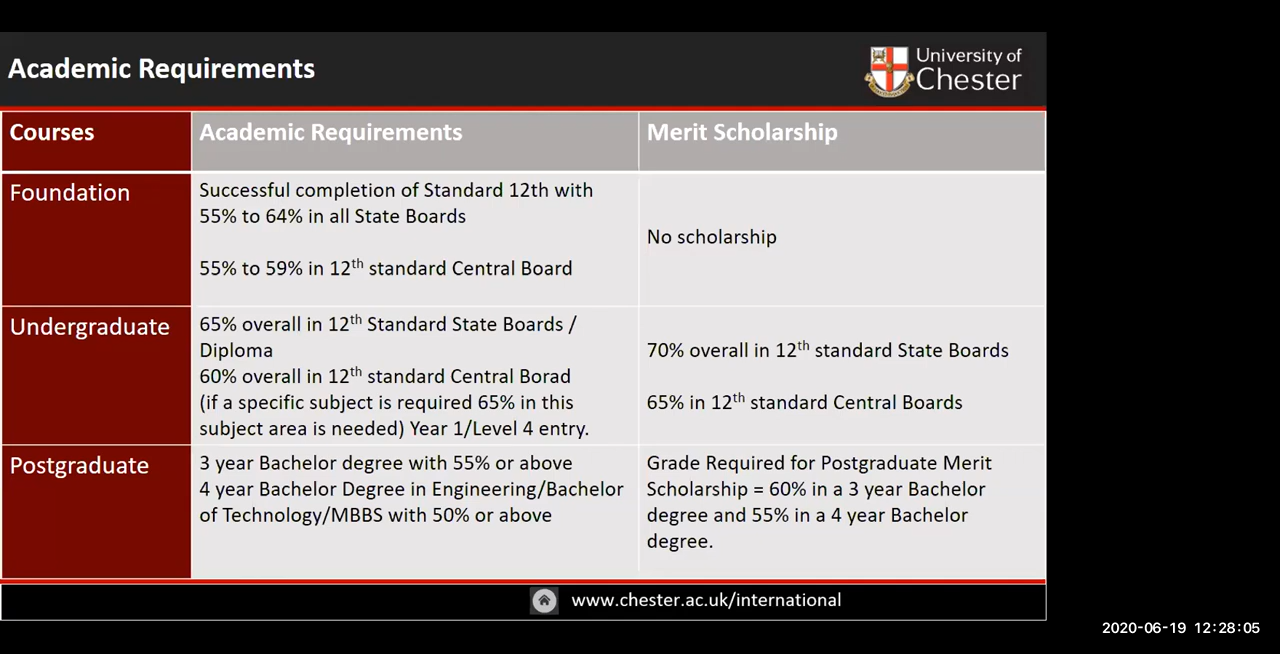 Academic Requirements
University of
Chester
Courses
Academic Requirements
Merit Scholarship
Foundation
Successful completion of Standard 12th with
55% to 64% in all State Boards
55% to 59% in 12th standard Central Board
No scholarship
Undergraduate
65% overall in 12th Standard State Boards /
Diploma
60% overall in 12th standard Central Borad
(if a specific subject is required 65% in this
subject area is needed) Year 1/Level 4 entry.
70% overall in 12th standard State Boards
65% in 12th standard Central Boards
Postgraduate
3 year Bachelor degree with 55% or above
4 year Bachelor Degree in Engineering/Bachelor
of Technology/MBBS with 50% or above
Grade Required for Postgraduate Merit
Scholarship = 60% in a 3 year Bachelor
degree and 55% in a 4 year Bachelor
degree.
www.chester.ac.uk/international
2020-06-19 12:28:05